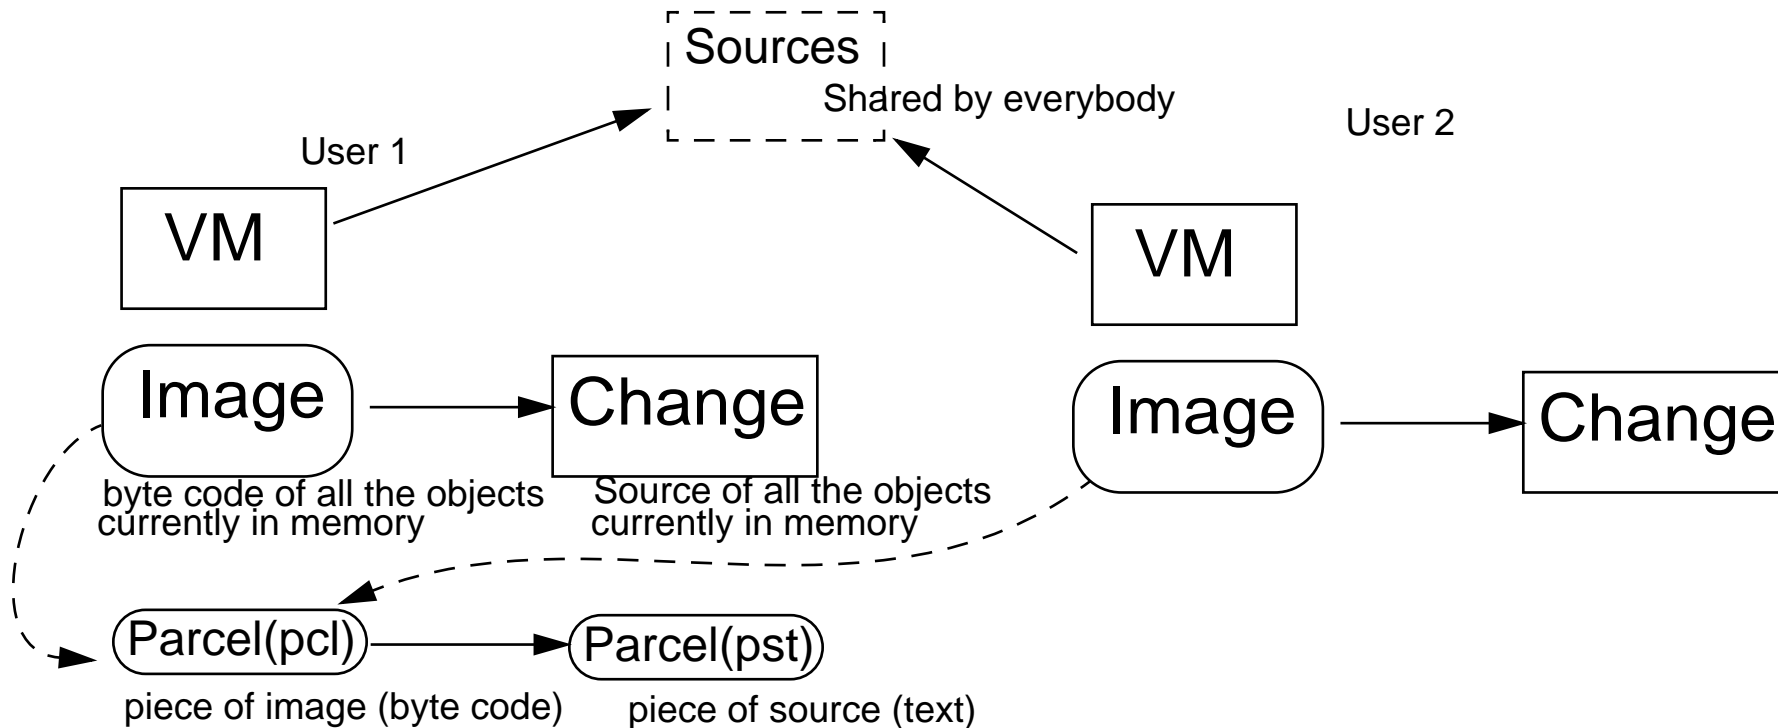 Sources
Shared by everybody
User 1
User 2
VM
VM
Image
Change
Image
Change
byte code of all the objects
currently in memory
Source of all the objects
currently in memory
Parcel(pcl)
Parcel(pst)
piece of image (byte code)
piece of source (text)